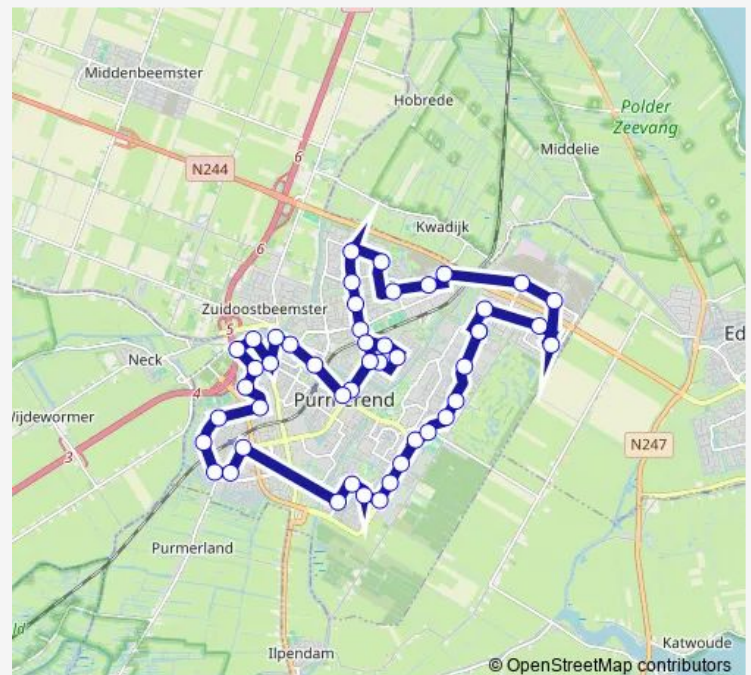 Middenbeemster
Hobrede
Polder
Zeevang
6
Middelie
N244
Kwadijk
6
Zuidoostbeemster
5
Neck
Ed
4
Purmerend
Wijdewormer
N247
3
Purmerland
Ilpendam
Katwoude
© OpenStreetMap contributors